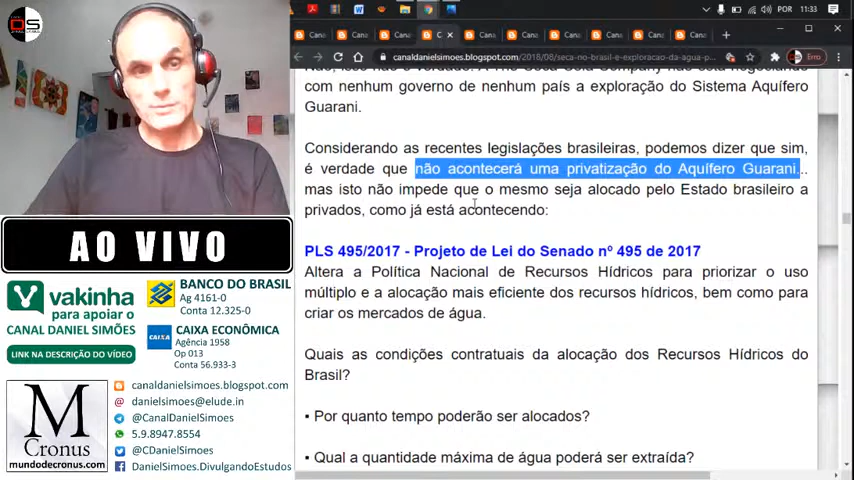 DS
POR
11:33
canaldanielsimoes.blogspot.com/2018/08/seca-no-brasil-e-exploracao-da-agua-p...
Erro
com nenhum governo de nenhum país a exploração do Sistema Aquífero
Guarani.
Considerando as recentes legislações brasileiras, podemos dizer que sim,
é verdade que não acontecerá uma privatização do Aquífero Guarani...
mas isto não impede que o mesmo seja alocado pelo Estado brasileiro a
privados, como já está acontecendo:
PLS 495/2017 - Projeto de Lei do Senado nº 495 de 2017
Altera a Política Nacional de Recursos Hídricos para priorizar o uso
múltiplo e a alocação mais eficiente dos recursos hídricos, bem como para
criar os mercados de água.
Quais as condições contratuais da alocação dos Recursos Hídricos do
Brasil?
▪ Por quanto tempo poderão ser alocados?
▪ Qual a quantidade máxima de água poderá ser extraída?
AO VIVO
vakinha
para apoiar o
CANAL DANIEL SIMÕES
LINK NA DESCRIÇÃO DO VÍDEO
BANCO DO BRASIL
Ag 4161-0
Conta 12.325-0
CAIXA
CAIXA ECONÔMICA
Agência 1958
Op 013
Conta 56.933-3
M
Cronus
mundodecronus.com
canaldanielsimoes.blogspot.com
danielsimoes@elude.in
@CanalDanielSimoes
5.9.8947.8554
@CDanielSimoes
DanielSimoes.DivulgandoEstudos